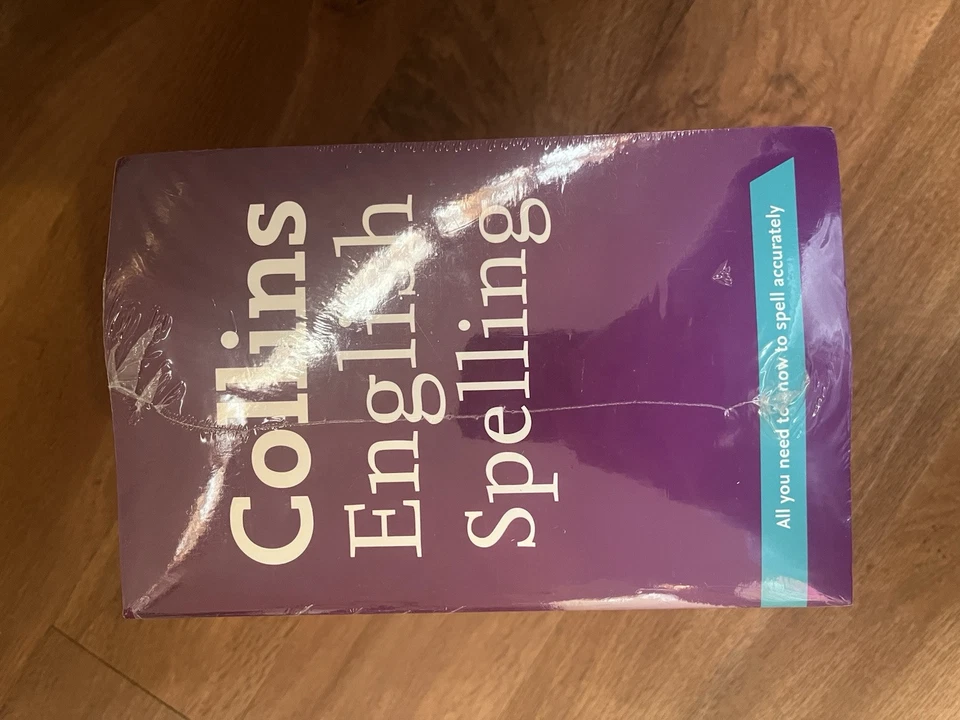 Collins
English
Spelling
All you need to know to spell accurately